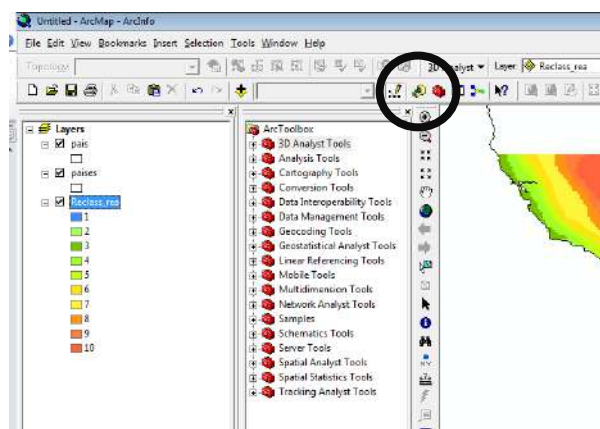 Untitled - ArcMap - ArcInfo
File Edit View Bookmarks Insert Selection Tools Window Help
Topology: 3D Analyst Layer: Reclass_rea
Layers
pais
paises
Reclass_rea
1
2
3
4
5
6
7
8
9
10
ArcToolbox
3D Analyst Tools
Analysis Tools
Cartography Tools
Conversion Tools
Data Interoperability Tools
Data Management Tools
Geocoding Tools
Geostatistical Analyst Tools
Linear Referencing Tools
Mobile Tools
Multidimension Tools
Network Analyst Tools
Samples
Schematics Tools
Server Tools
Spatial Analyst Tools
Spatial Statistics Tools
Tracking Analyst Tools